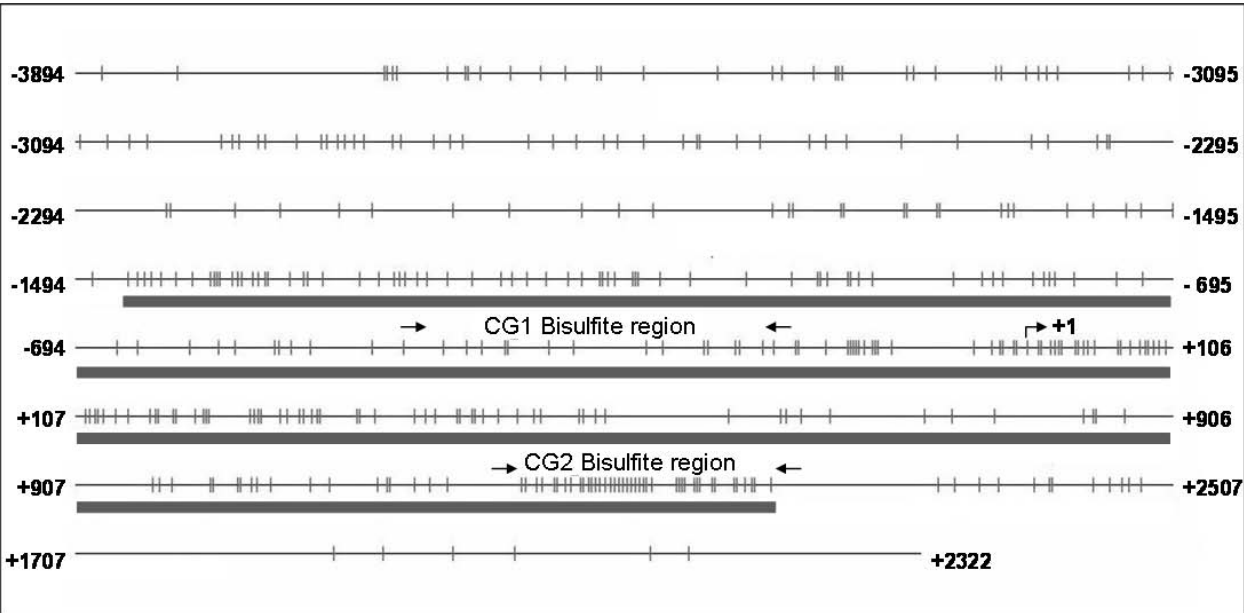 -3894 -3095
-3094 -2295
-2294 -1495
-1494 - 695
CG1 Bisulfite region +1
-694 +106
+107 +906
CG2 Bisulfite region
+907 +2507
+1707 +2322